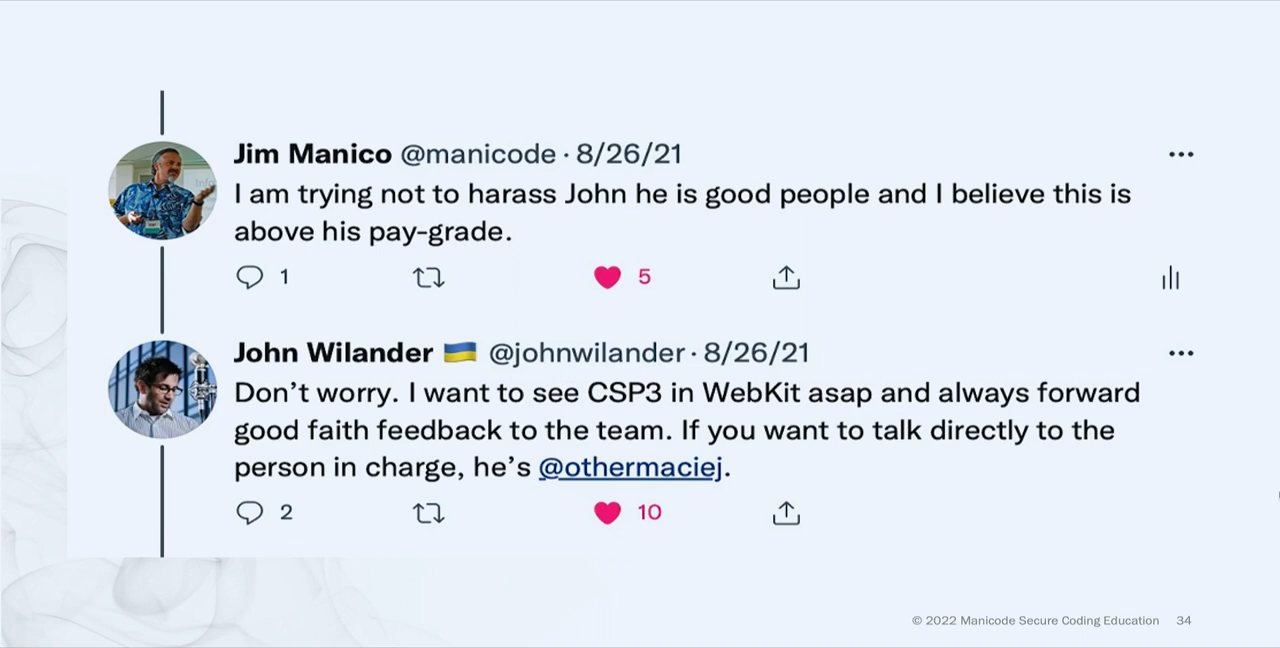 Jim Manico @manicode · 8/26/21
I am trying not to harass John he is good people and I believe this is
above his pay-grade.
1 5
John Wilander 🇺🇦 @johnwilander · 8/26/21
Don’t worry. I want to see CSP3 in WebKit asap and always forward
good faith feedback to the team. If you want to talk directly to the
person in charge, he’s @othermaciej.
2 10
© 2022 Manicode Secure Coding Education 34